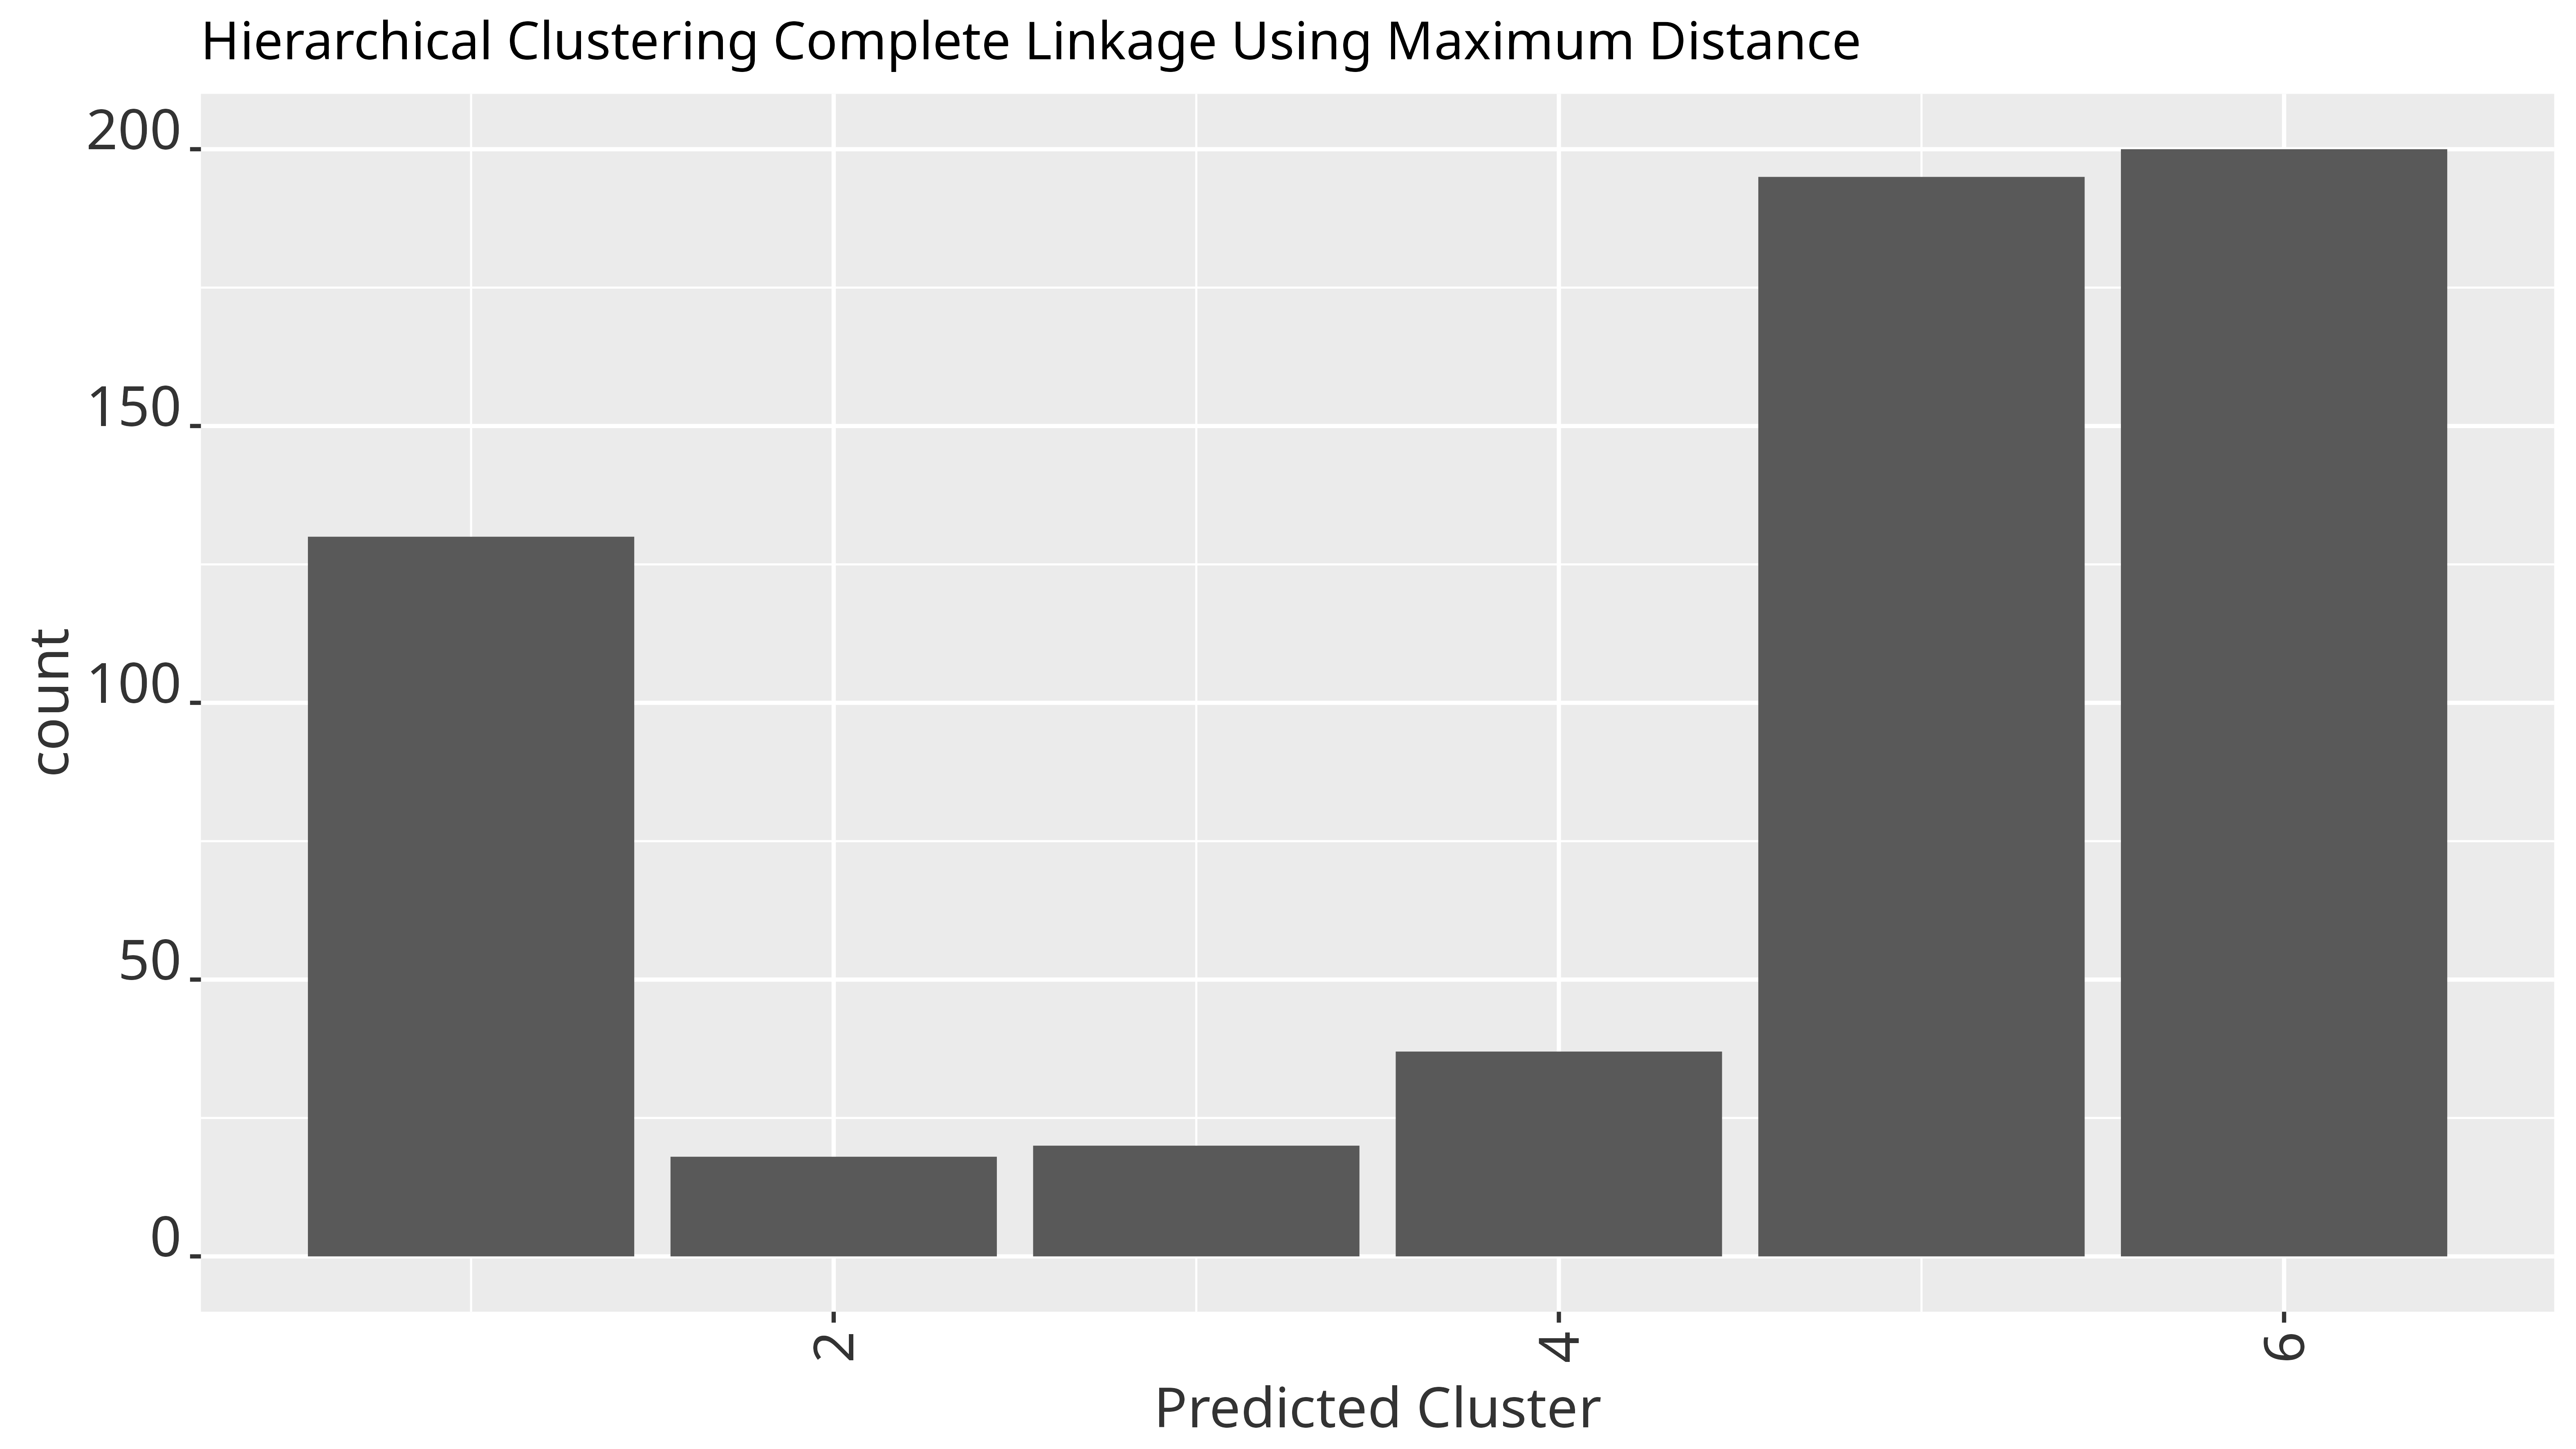 Hierarchical Clustering Complete Linkage Using Maximum Distance
200
150
100
50
0
count
2
4
6
Predicted Cluster